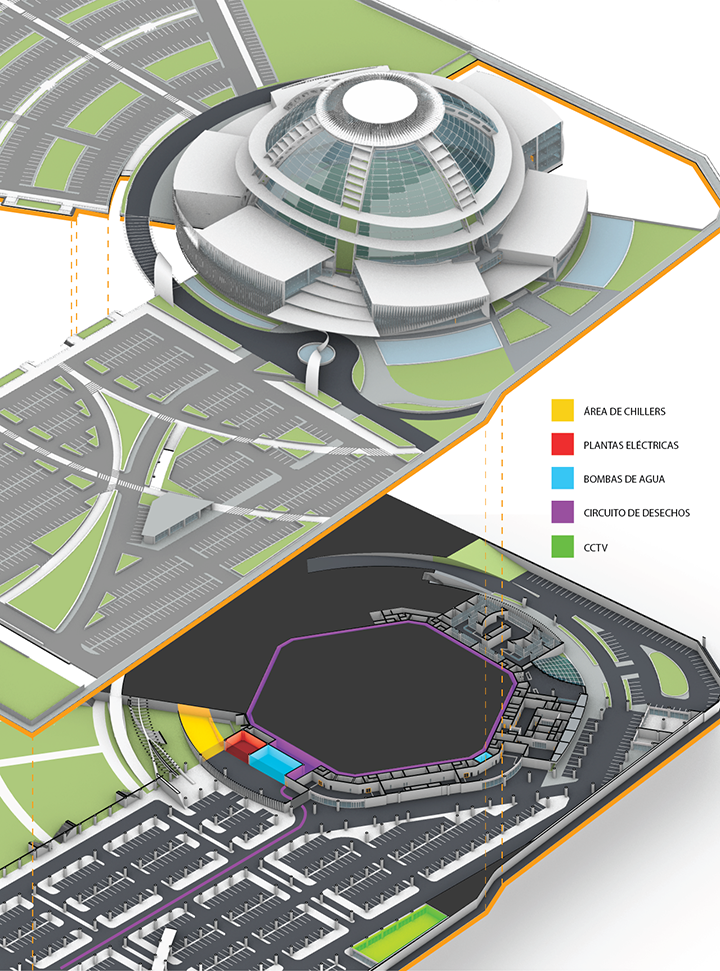 ÁREA DE CHILLERS
PLANTAS ELÉCTRICAS
BOMBAS DE AGUA
CIRCUITO DE DESECHOS
CCTV